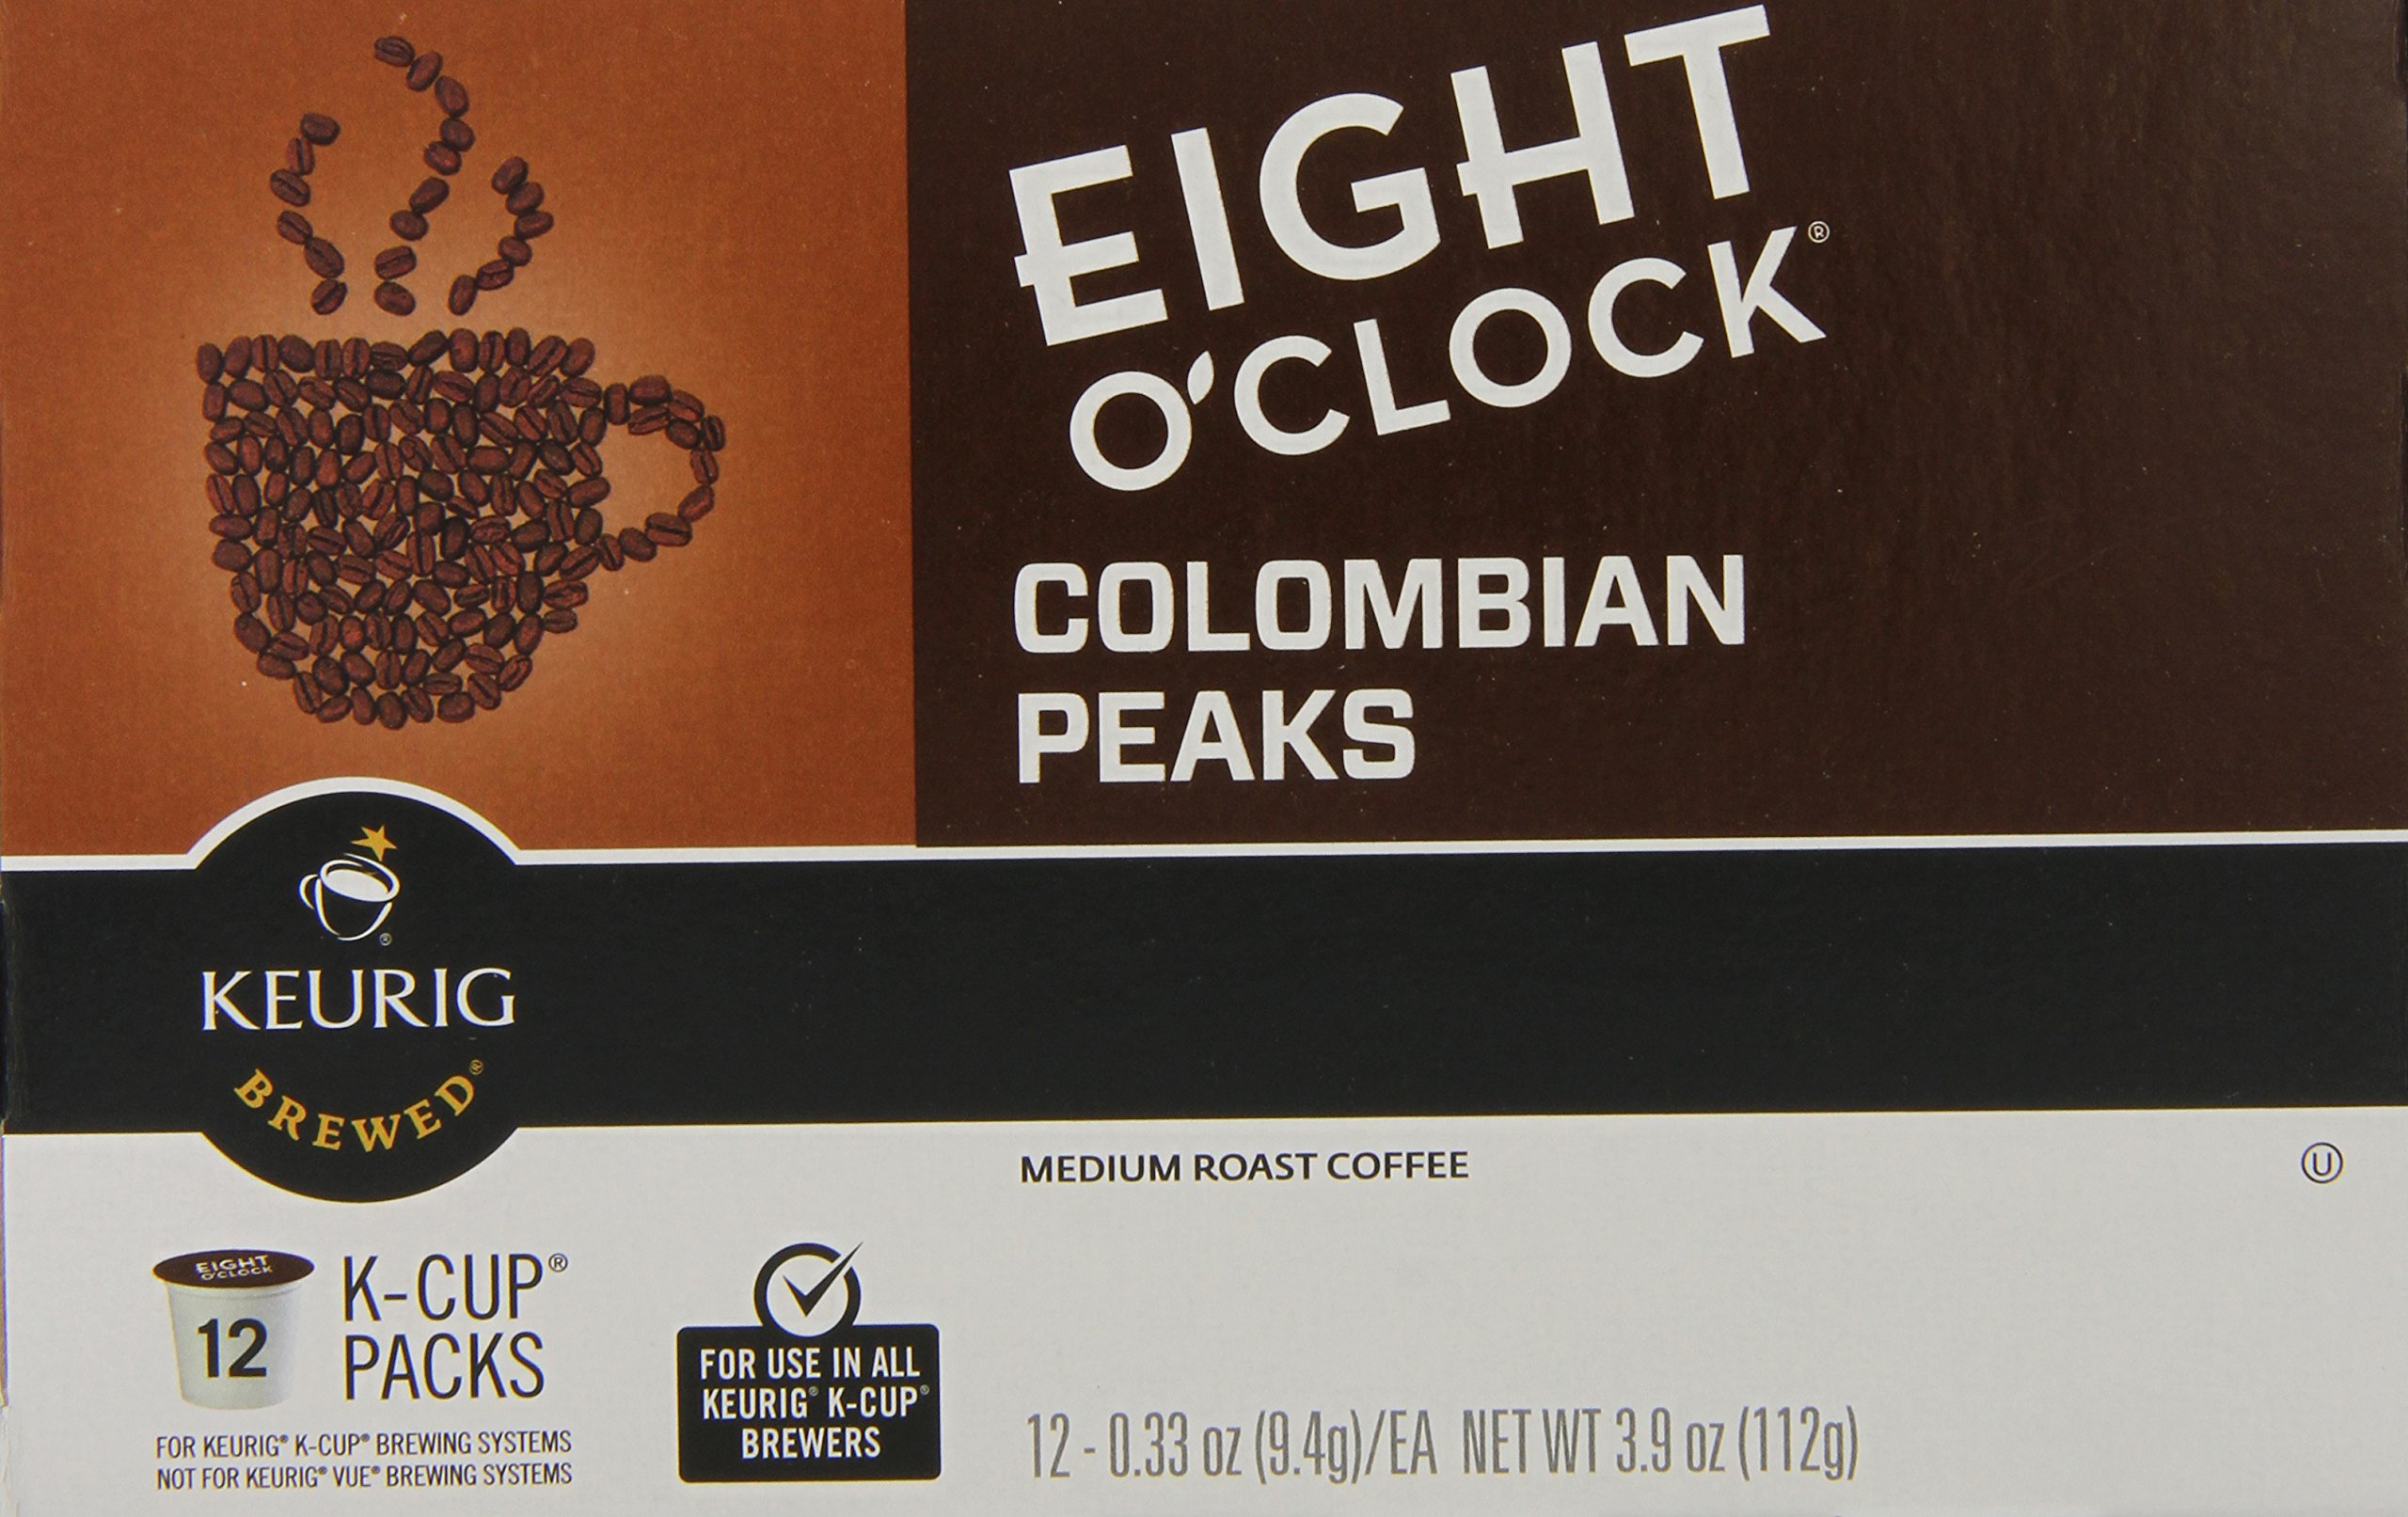 EIGHT
O'CLOCK®
COLOMBIAN
PEAKS
®
KEURIG
BREWED®
MEDIUM ROAST COFFEE
U
EIGHT
O'CLOCK
12
K-CUP®
PACKS
FOR KEURIG® K-CUP® BREWING SYSTEMS
NOT FOR KEURIG® VUE® BREWING SYSTEMS
FOR USE IN ALL
KEURIG® K-CUP®
BREWERS
12 - 0.33 oz (9.4g)/EA NET WT 3.9 oz (112g)